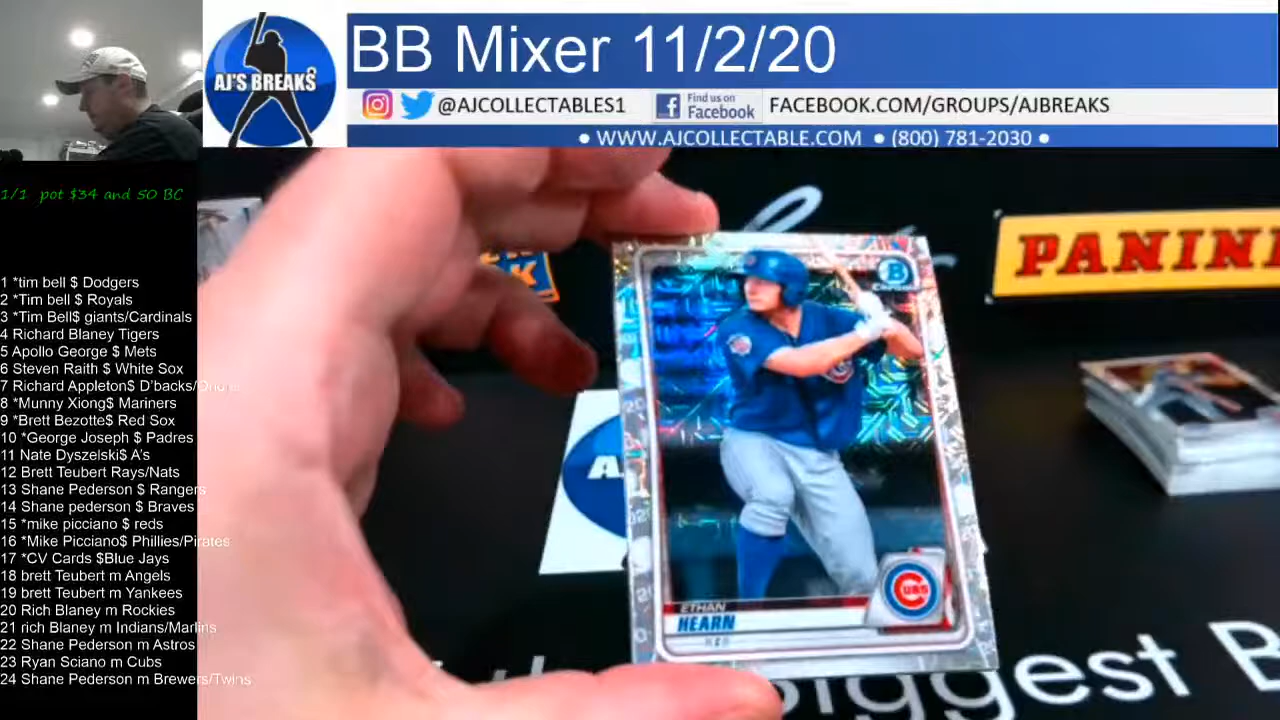 BB Mixer 11/2/20
AJ'S BREAKS
@AJCOLLECTABLES1
Find us on
Facebook
FACEBOOK.COM/GROUPS/AJBREAKS
• WWW.AJCOLLECTABLE.COM • (800) 781-2030 •
1/1 pot $34 and SO BC
PANINI
1 *tim bell $ Dodgers
2 *Tim bell $ Royals
3 *Tim Bell$ giants/Cardinals
4 Richard Blaney Tigers
5 Apollo George $ Mets
6 Steven Raith $ White Sox
7 Richard Appleton$ D'backs/
8 *Munny Xiong$ Mariners
9 *Brett Bezotte$ Red Sox
10 *George Joseph $ Padres
11 Nate Dyszelski$ A's
12 Brett Teubert Rays/Nats
13 Shane Pederson $ Rangers
14 Shane pederson $ Braves
15 *mike picciano $ reds
16 *Mike Picciano$ Phillies/Pirates
17 *CV Cards $Blue Jays
18 brett Teubert m Angels
19 brett Teubert m Yankees
20 Rich Blaney m Rockies
21 rich Blaney m Indians/Marlins
22 Shane Pederson m Astros
23 Ryan Sciano m Cubs
24 Shane Pederson m Brewers/Twins
B
CHROME
CUBS
ETHAN
HEARN
Biggest B